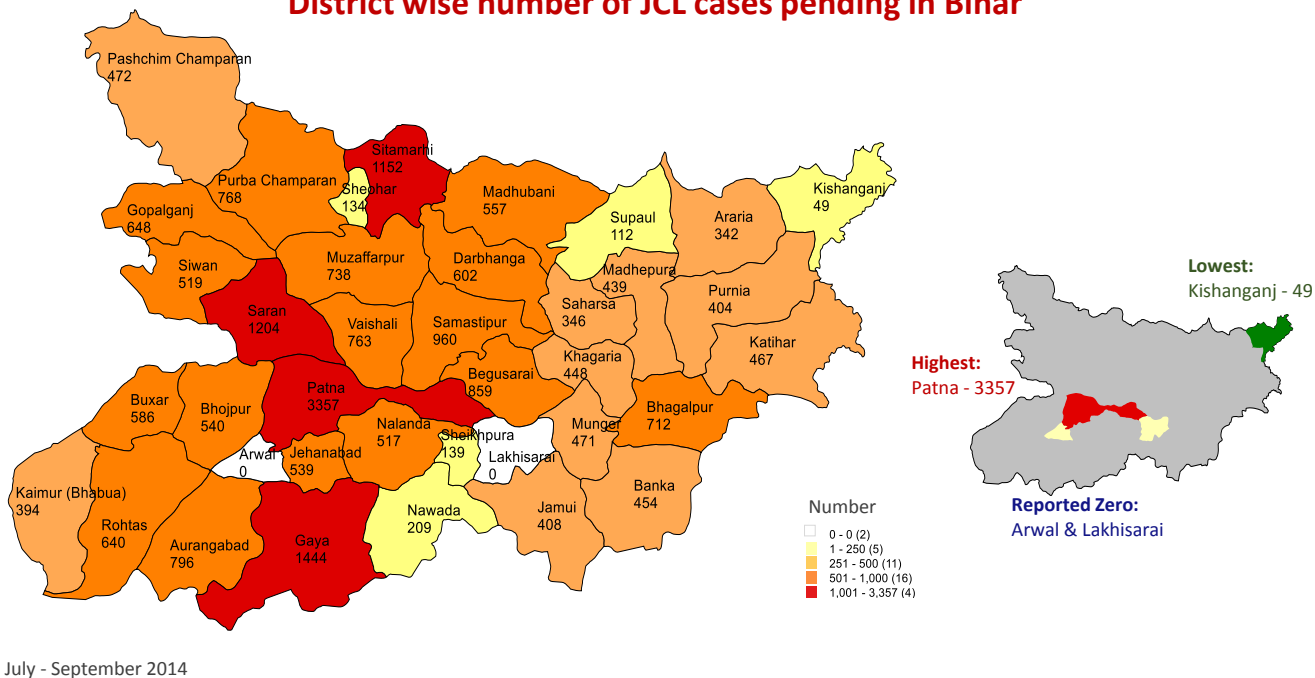 District wise number of JCL cases pending in Bihar
Pashchim Champaran
472
Sitamarhi
1152
Purba Champaran
768
Sheohar
134
Madhubani
557
Kishanganj
49
Gopalganj
648
Supaul
112
Araria
342
Siwan
519
Muzaffarpur
738
Darbhanga
602
Madhepura
439
Purnia
404
Saran
1204
Vaishali
763
Samastipur
960
Saharsa
346
Katihar
467
Khagaria
448
Begusarai
859
Patna
3357
Buxar
586
Bhojpur
540
Bhagalpur
712
Nalanda
517
Munger
471
Sheikhpura
139
Arwal
0
Jehanabad
539
Lakhisarai
0
Kaimur (Bhabua)
394
Banka
454
Nawada
209
Jamui
408
Rohtas
640
Aurangabad
796
Gaya
1444
Number
0 - 0 (2)
1 - 250 (5)
251 - 500 (11)
501 - 1,000 (16)
1,001 - 3,357 (4)
Lowest:
Kishanganj - 49
Highest:
Patna - 3357
Reported Zero:
Arwal & Lakhisarai
July - September 2014